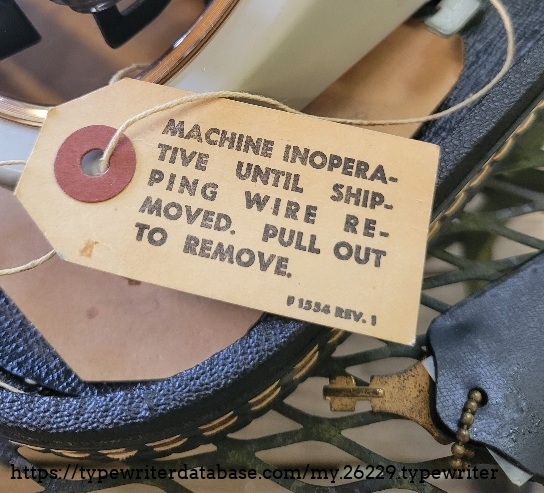 MACHINE INOPERA-
TIVE UNTIL SHIP-
PING WIRE RE-
MOVED. PULL OUT
TO REMOVE.
F 1554 REV. 1
https://typewriterdatabase.com/my.26229.typewriter